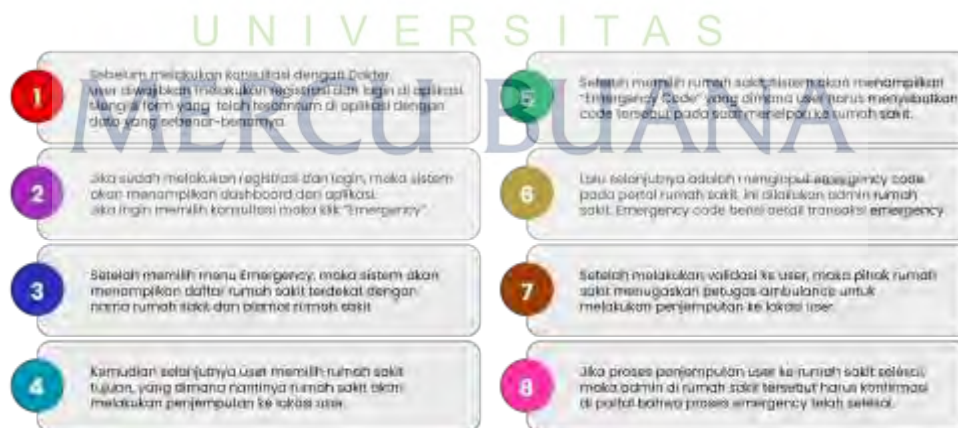 UNIVERSITAS
MERCU BUANA
1
Sebelum melakukan konsultasi dengan Dokter
user diwajibkan melakukan registrasi dan login di aplikasi
Mengisi form yang telah tercantum di aplikasi dengan
data yang sebenar-benarnya.
2
Jika sudah melakukan registrasi dan login, maka sistem
akan menampilkan dashboard dari aplikasi.
Jika ingin memilih konsultasi maka klik "Emergency".
3
Setelah memilih menu Emergency, maka sistem akan
menampilkan daftar rumah sakit terdekat dengan
nama rumah sakit dan alamat rumah sakit
4
Kemudian selanjutnya user memilih rumah sakit
tujuan, yang dimana nantinya rumah sakit akan
melakukan penjemputan ke lokasi user.
5
Setelah memilih rumah sakit, sistem akan menampilkan
"Emergency Code" yang dimana user harus menyebutkan
code tersebut pada saat menelpon ke rumah sakit.
6
Lalu selanjutnya adalah menginput emergency code
pada portal rumah sakit, ini dilakukan admin rumah
sakit. Emergency code berisi detail transaksi emergency
7
Setelah melakukan validasi ke user, maka pihak rumah
sakit menugaskan petugas ambulance untuk
melakukan penjemputan ke lokasi user.
8
Jika proses penjemputan user ke rumah sakit selesai,
maka admin di rumah sakit tersebut harus konfirmasi
di portal bahwa proses emergency telah selesai.